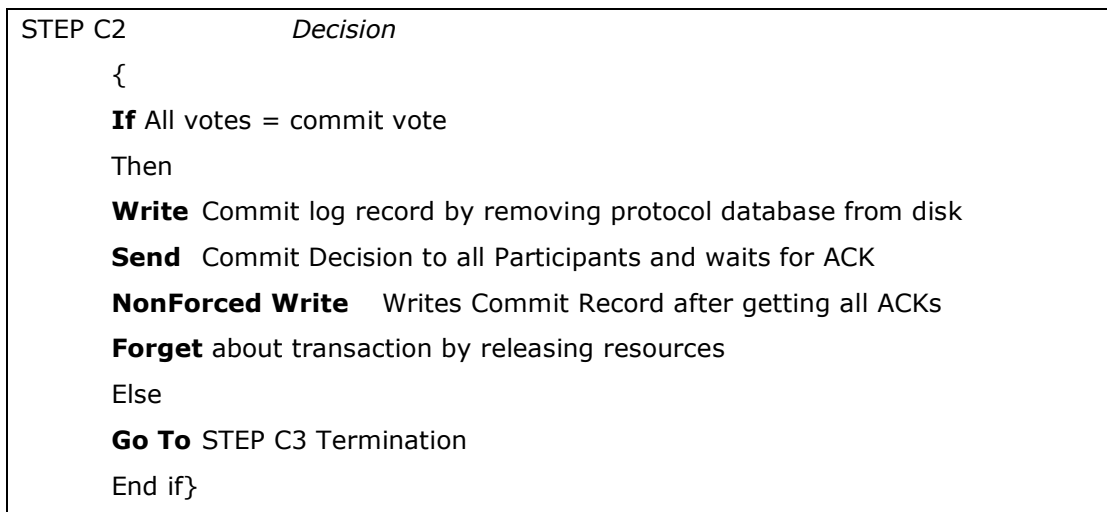 STEP C2 Decision
{
If All votes = commit vote
Then
Write Commit log record by removing protocol database from disk
Send Commit Decision to all Participants and waits for ACK
NonForced Write Writes Commit Record after getting all ACKs
Forget about transaction by releasing resources
Else
Go To STEP C3 Termination
End if}